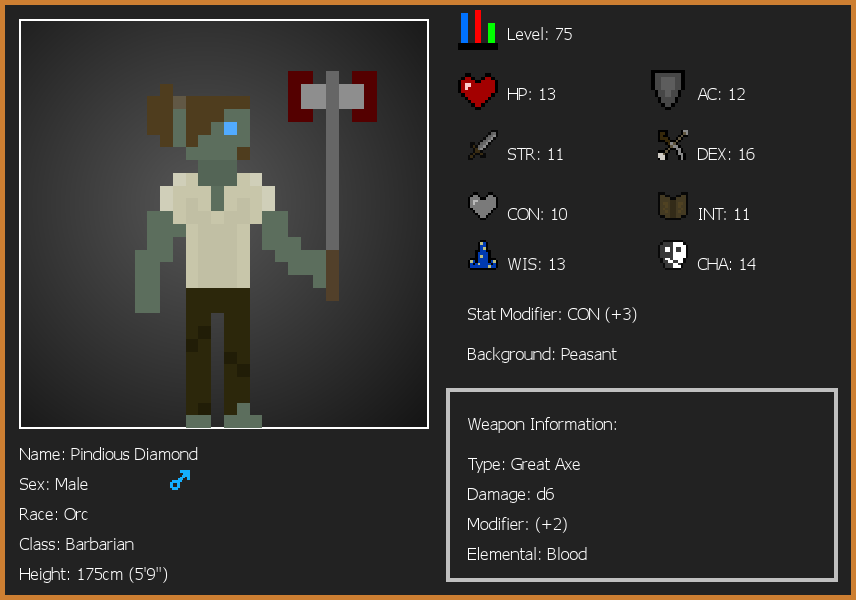 Level: 75
HP: 13
AC: 12
STR: 11
DEX: 16
CON: 10
INT: 11
WIS: 13
CHA: 14
Stat Modifier: CON (+3)
Background: Peasant
Weapon Information:
Type: Great Axe
Damage: d6
Modifier: (+2)
Elemental: Blood
Name: Pindious Diamond
Sex: Male
Race: Orc
Class: Barbarian
Height: 175cm (5'9")